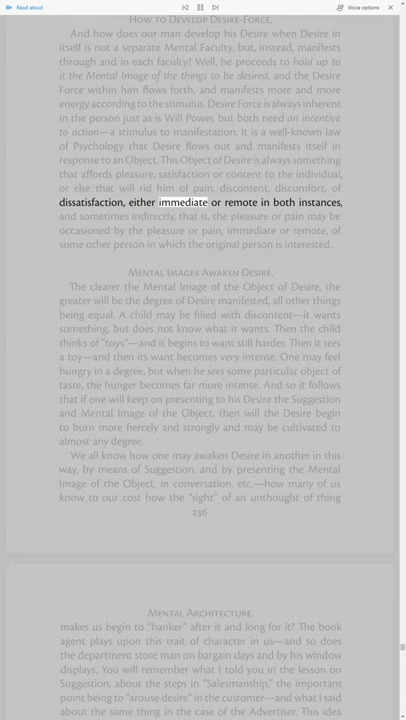 Read aloud
Voice options
How to Develop Desire-Force.
And how does our man develop his Desire when Desire in
itself is not a separate Mental Faculty, but, instead, manifests
through and in each faculty? Well, he proceeds to hold up to
it the Mental Image of the things to be desired, and the Desire
Force within him flows forth, and manifests more and more
energy according to the stimulus. Desire Force is always inherent
in the person just as is Will Power, but both need an incentive
to action—a stimulus to manifestation. It is a well-known law
of Psychology that Desire flows out and manifests itself in
response to an Object. This Object of Desire is always something
that affords pleasure, satisfaction or content to the individual,
or else that will rid him of pain, discontent, discomfort, of
dissatisfaction, either immediate or remote in both instances,
and sometimes indirectly, that is, the pleasure or pain may be
occasioned by the pleasure or pain, immediate or remote, of
some other person in which the original person is interested.
Mental Images Awaken Desire.
The clearer the Mental Image of the Object of Desire, the
greater will be the degree of Desire manifested, all other things
being equal. A child may be filled with discontent—it wants
something, but does not know what it wants. Then the child
thinks of "toys"—and it begins to want still harder. Then it sees
a toy—and then its want becomes very intense. One may feel
hungry in a degree, but when he sees some particular object of
taste, the hunger becomes far more intense. And so it follows
that if one will keep on presenting to his Desire the Suggestion
and Mental Image of the Object, then will the Desire begin
to burn more fiercely and strongly and may be cultivated to
almost any degree.
We all know how one may awaken Desire in another in this
way, by means of Suggestion, and by presenting the Mental
Image of the Object, in conversation, etc.—how many of us
know to our cost how the "sight" of an unthought of thing
236
Mental Architecture.
makes us begin to "hanker" after it and long for it? The book
agent plays upon this trait of character in us—and so does
the department store man on bargain days and by his window
displays. You will remember what I told you in the lesson on
Suggestion, about the steps in "Salesmanship," the important
point being to "arouse desire" in the customer—and what I said
about the same thing in the case of the Advertiser. This idea